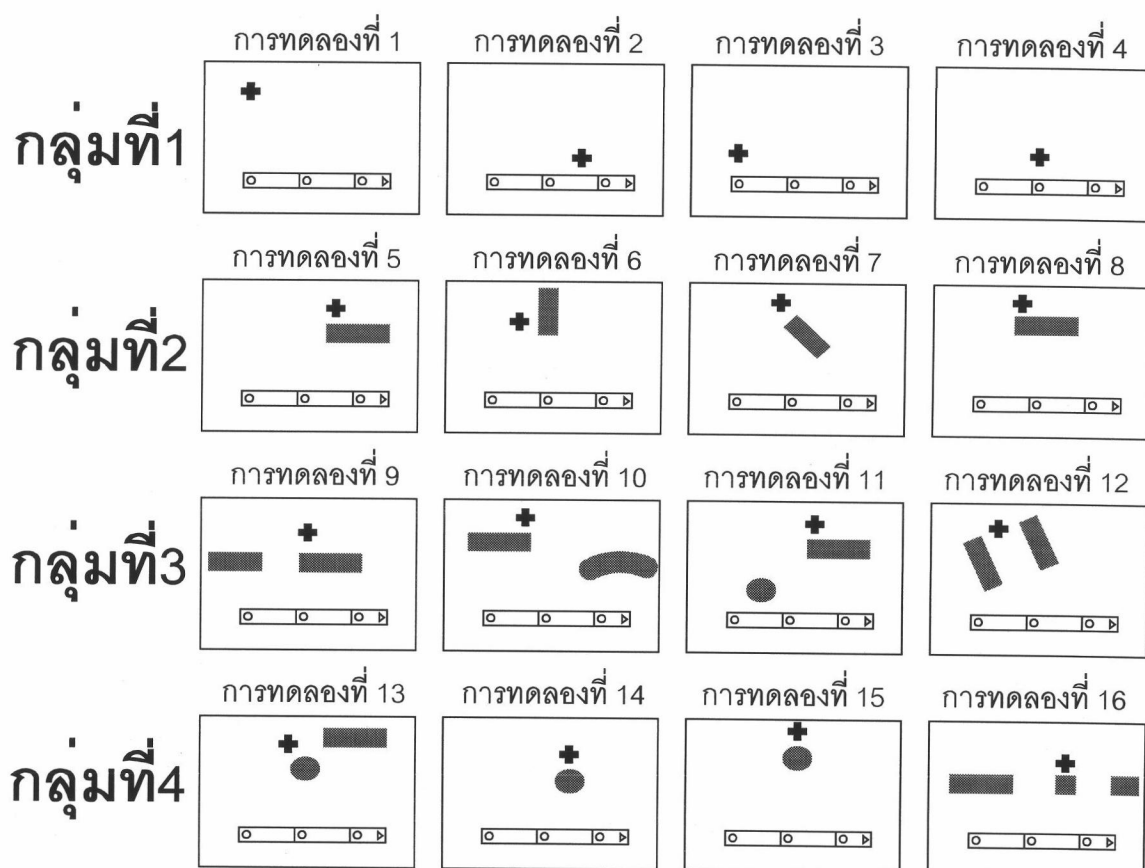 การทดลองที่ 1 การทดลองที่ 2 การทดลองที่ 3 การทดลองที่ 4
กลุ่มที่1
การทดลองที่ 5 การทดลองที่ 6 การทดลองที่ 7 การทดลองที่ 8
กลุ่มที่2
การทดลองที่ 9 การทดลองที่ 10 การทดลองที่ 11 การทดลองที่ 12
กลุ่มที่3
การทดลองที่ 13 การทดลองที่ 14 การทดลองที่ 15 การทดลองที่ 16
กลุ่มที่4